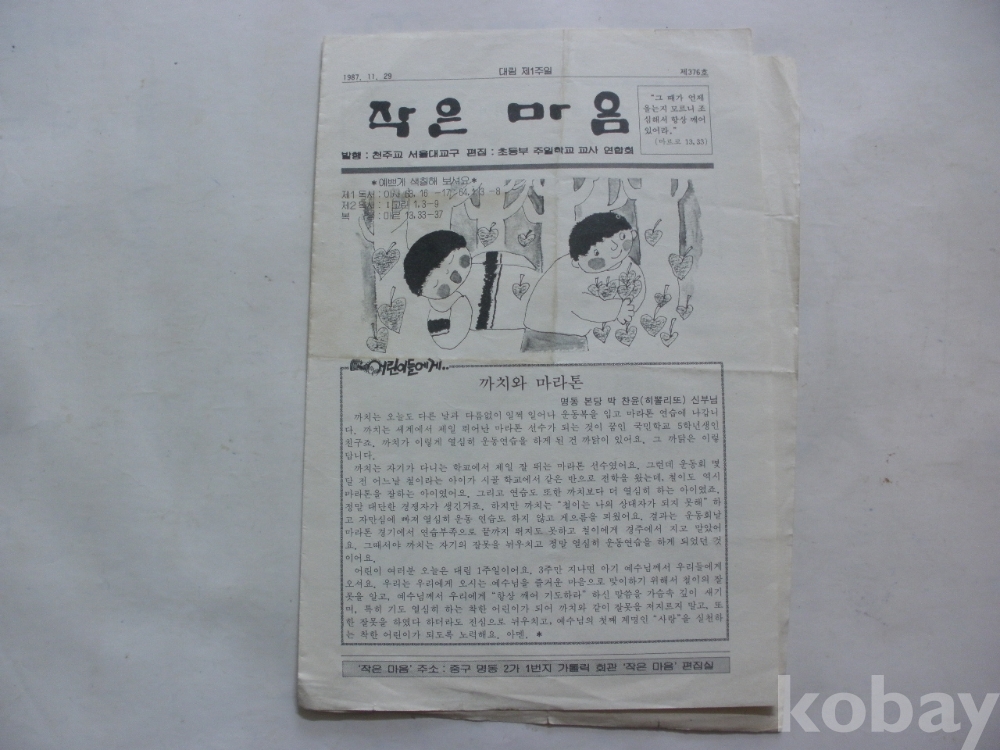 1987. 11. 29
대림 제1주일
제376호
작은 마음
"그 때가 언제
올는지 모르니 조
심해서 항상 깨어
있어라."
(마르코 13,33)
발행 : 천주교 서울대교구 편집 : 초등부 주일학교 교사 연합회
*예쁘게 색칠해 보셔요*
제1독서 :
제2독서 : 1고린 1,3-9
복 음 : 마르 13,33-37
어린이들에게..
까치와 마라톤
명동 본당 박 찬윤(히뽈리또) 신부님
까치는 오늘도 다른 날과 다름없이 일찍 일어나 운동복을 입고 마라톤 연습에 나갑니
다. 까치는 세계에서 제일 뛰어난 마라톤 선수가 되는 것이 꿈인 국민학교 5학년생인
친구죠. 까치가 이렇게 열심히 운동연습을 하게 된 건 까닭이 있어요. 그 까닭은 이렇
답니다.
까치는 자기가 다니는 학교에서 제일 잘 뛰는 마라톤 선수였어요. 그런데 운동회 몇
달 전 어느날 철이라는 아이가 시골 학교에서 같은 반으로 전학을 왔는데, 철이도 역시
마라톤을 잘하는 아이였어요. 그리고 연습도 또한 까치보다 더 열심히 하는 아이였죠.
정말 대단한 경쟁자가 생긴거죠. 하지만 까치는 "철이는 나의 상대자가 되지 못해" 하
고 자만심에 빠져 열심히 운동 연습도 하지 않고 게으름을 피웠어요. 결과는 운동회날
마라톤 경기에서 연습부족으로 끝까지 뛰지도 못하고 철이에게 경주에서 지고 말았어
요. 그때서야 까치는 자기의 잘못을 뉘우치고 정말 열심히 운동연습을 하게 되었던 것
이어요.
어린이 여러분 오늘은 대림 1주일이어요. 3주만 지나면 아기 예수님께서 우리들에게
오셔요. 우리는 우리에게 오시는 예수님을 즐거운 마음으로 맞이하기 위해서 철이의 잘
못을 잊고, 예수님께서 우리에게 "항상 깨어 기도하라" 하신 말씀을 가슴속 깊이 새기
며, 특히 기도 열심히 하는 착한 어린이가 되어 까치와 같이 잘못을 저지르지 말고, 또
한 잘못을 하였다 하더라도 진심으로 뉘우치고, 예수님의 첫째 계명인 "사랑"을 실천하
는 착한 어린이가 되도록 노력해요. 아멘. *
'작은 마음' 주소 : 중구 명동 2가 1번지 가톨릭 회관 '작은 마음' 편집실
kobay